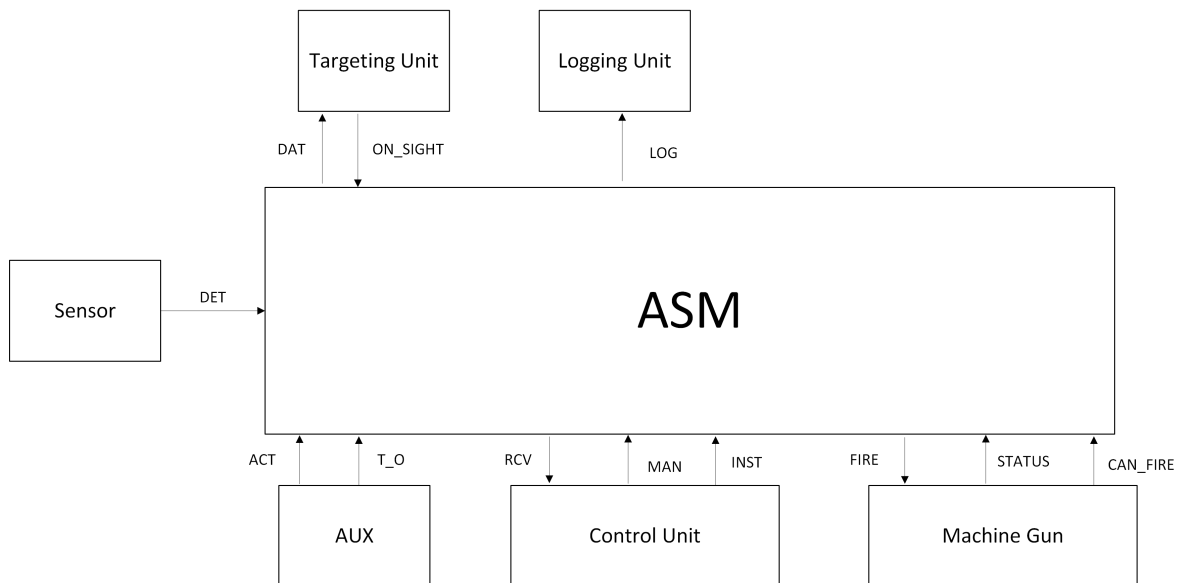 Targeting Unit
Logging Unit
DAT
ON_SIGHT
LOG
Sensor
DET
ASM
ACT
T_O
RCV
MAN
INST
FIRE
STATUS
CAN_FIRE
AUX
Control Unit
Machine Gun